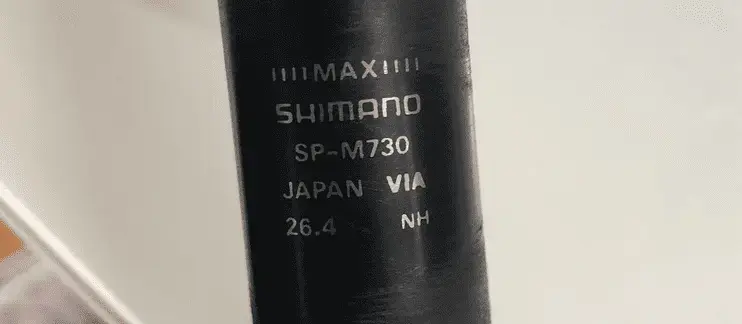 IIIIMAXIIII
SHIMANO
SP-M730
JAPAN VIA
26.4 NH